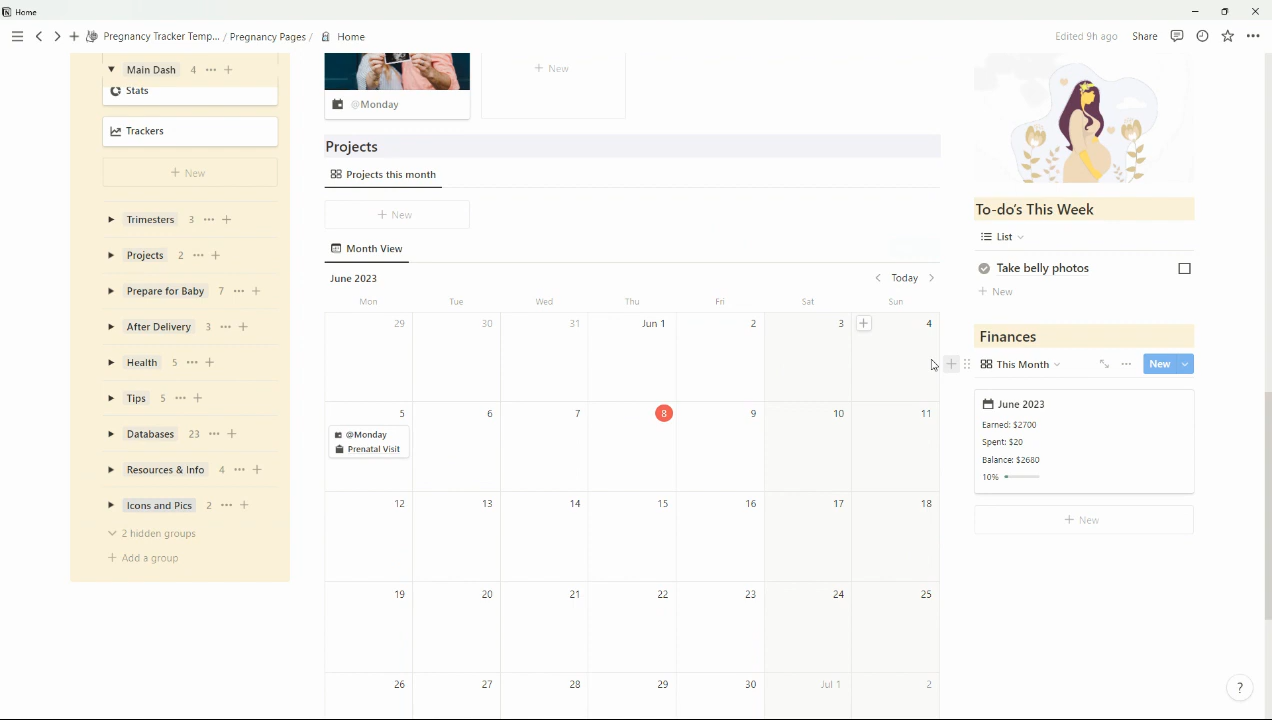 Home
Pregnancy Tracker Temp... / Pregnancy Pages / Home
Edited 9h ago Share
Main Dash 4
Stats
Trackers
New
Trimesters 3
Projects 2
Prepare for Baby 7
After Delivery 3
Health 5
Tips 5
Databases 23
Resources & Info 4
Icons and Pics 2
2 hidden groups
Add a group
@Monday
New
Projects
Projects this month
New
Month View
June 2023
Today
Mon Tue Wed Thu Fri Sat Sun
29 30 31 Jun 1 2 3 4
5 6 7 8 9 10 11
@Monday
Prenatal Visit
12 13 14 15 16 17 18
19 20 21 22 23 24 25
26 27 28 29 30 Jul 1 2
To-do's This Week
List
Take belly photos
New
Finances
This Month
New
June 2023
Earned: $2700
Spent: $20
Balance: $2680
10%
New
?